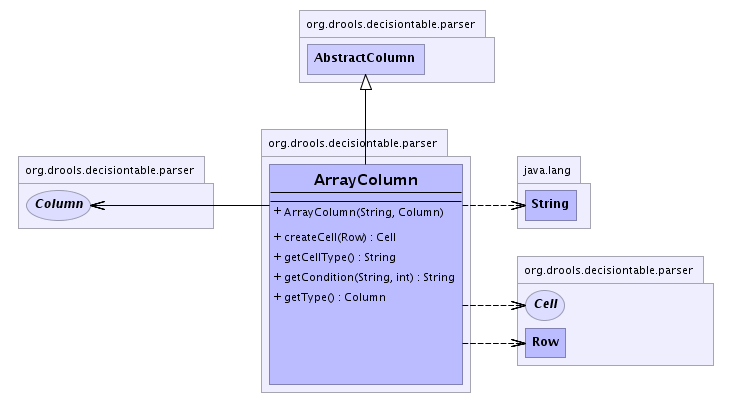 org.drools.decisiontable.parser
AbstractColumn
org.drools.decisiontable.parser
ArrayColumn
+ ArrayColumn(String, Column)
+ createCell(Row) : Cell
+ getCellType() : String
+ getCondition(String, int) : String
+ getType() : Column
org.drools.decisiontable.parser
Column
java.lang
String
org.drools.decisiontable.parser
Cell
Row